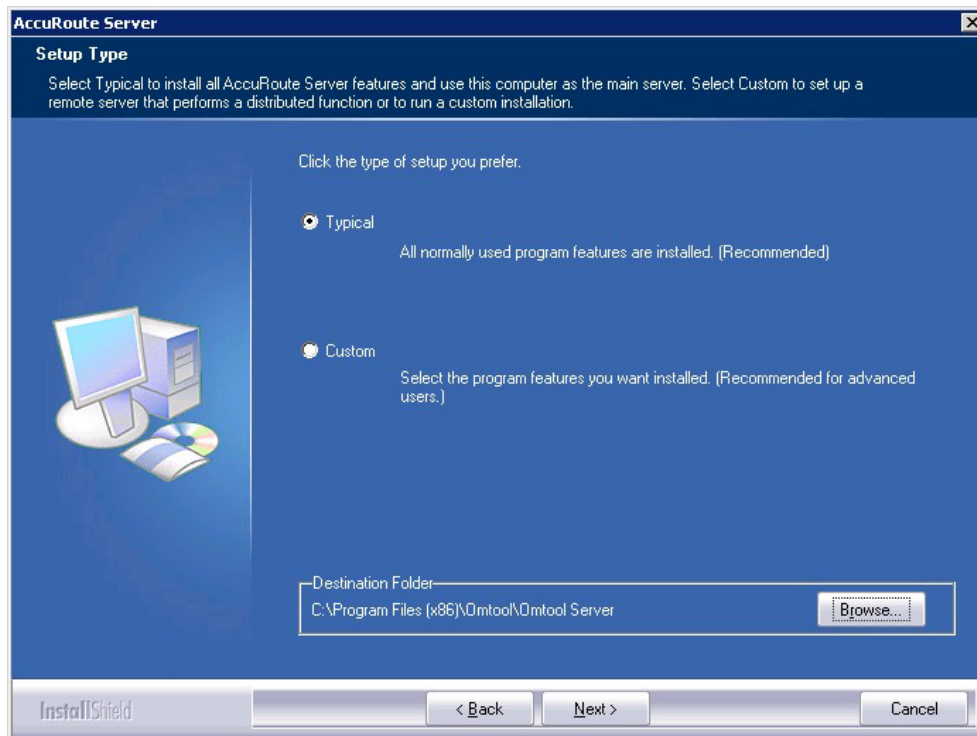 AccuRoute Server
Setup Type
Select Typical to install all AccuRoute Server features and use this computer as the main server. Select Custom to set up a
remote server that performs a distributed function or to run a custom installation.
Click the type of setup you prefer.
Typical
All normally used program features are installed. (Recommended)
Custom
Select the program features you want installed. (Recommended for advanced
users.)
Destination Folder
C:\Program Files (x86)\Omtool\Omtool Server
Browse...
InstallShield
< Back
Next >
Cancel